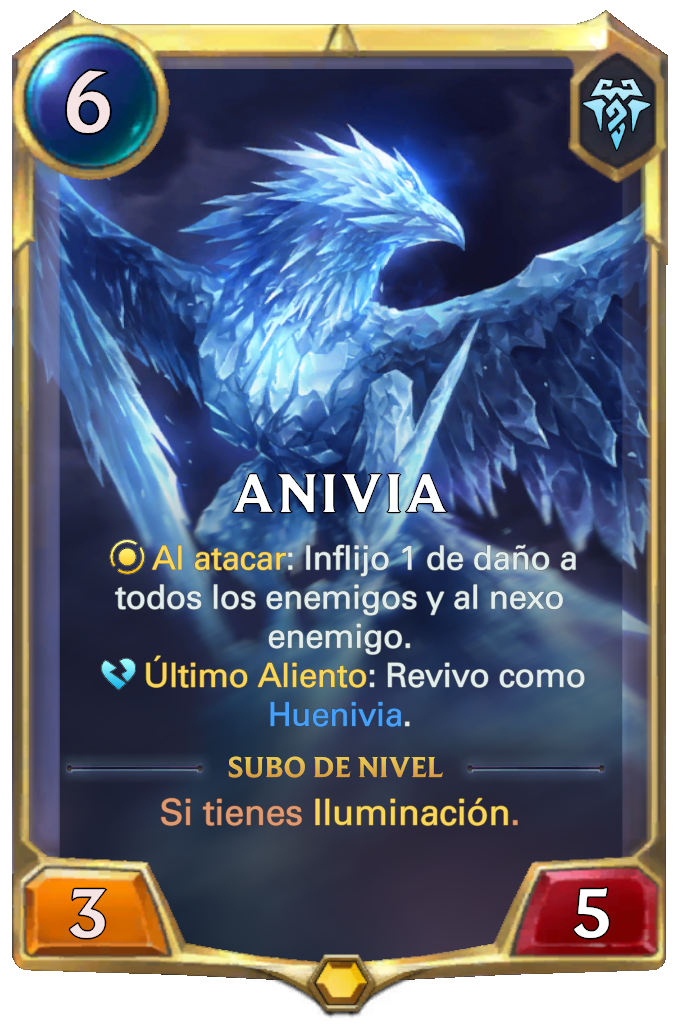 6
ANIVIA
Al atacar: Inflijo 1 de daño a
todos los enemigos y al nexo
enemigo.
Último Aliento: Revivo como
Huenivia.
SUBO DE NIVEL
Si tienes Iluminación.
3
5